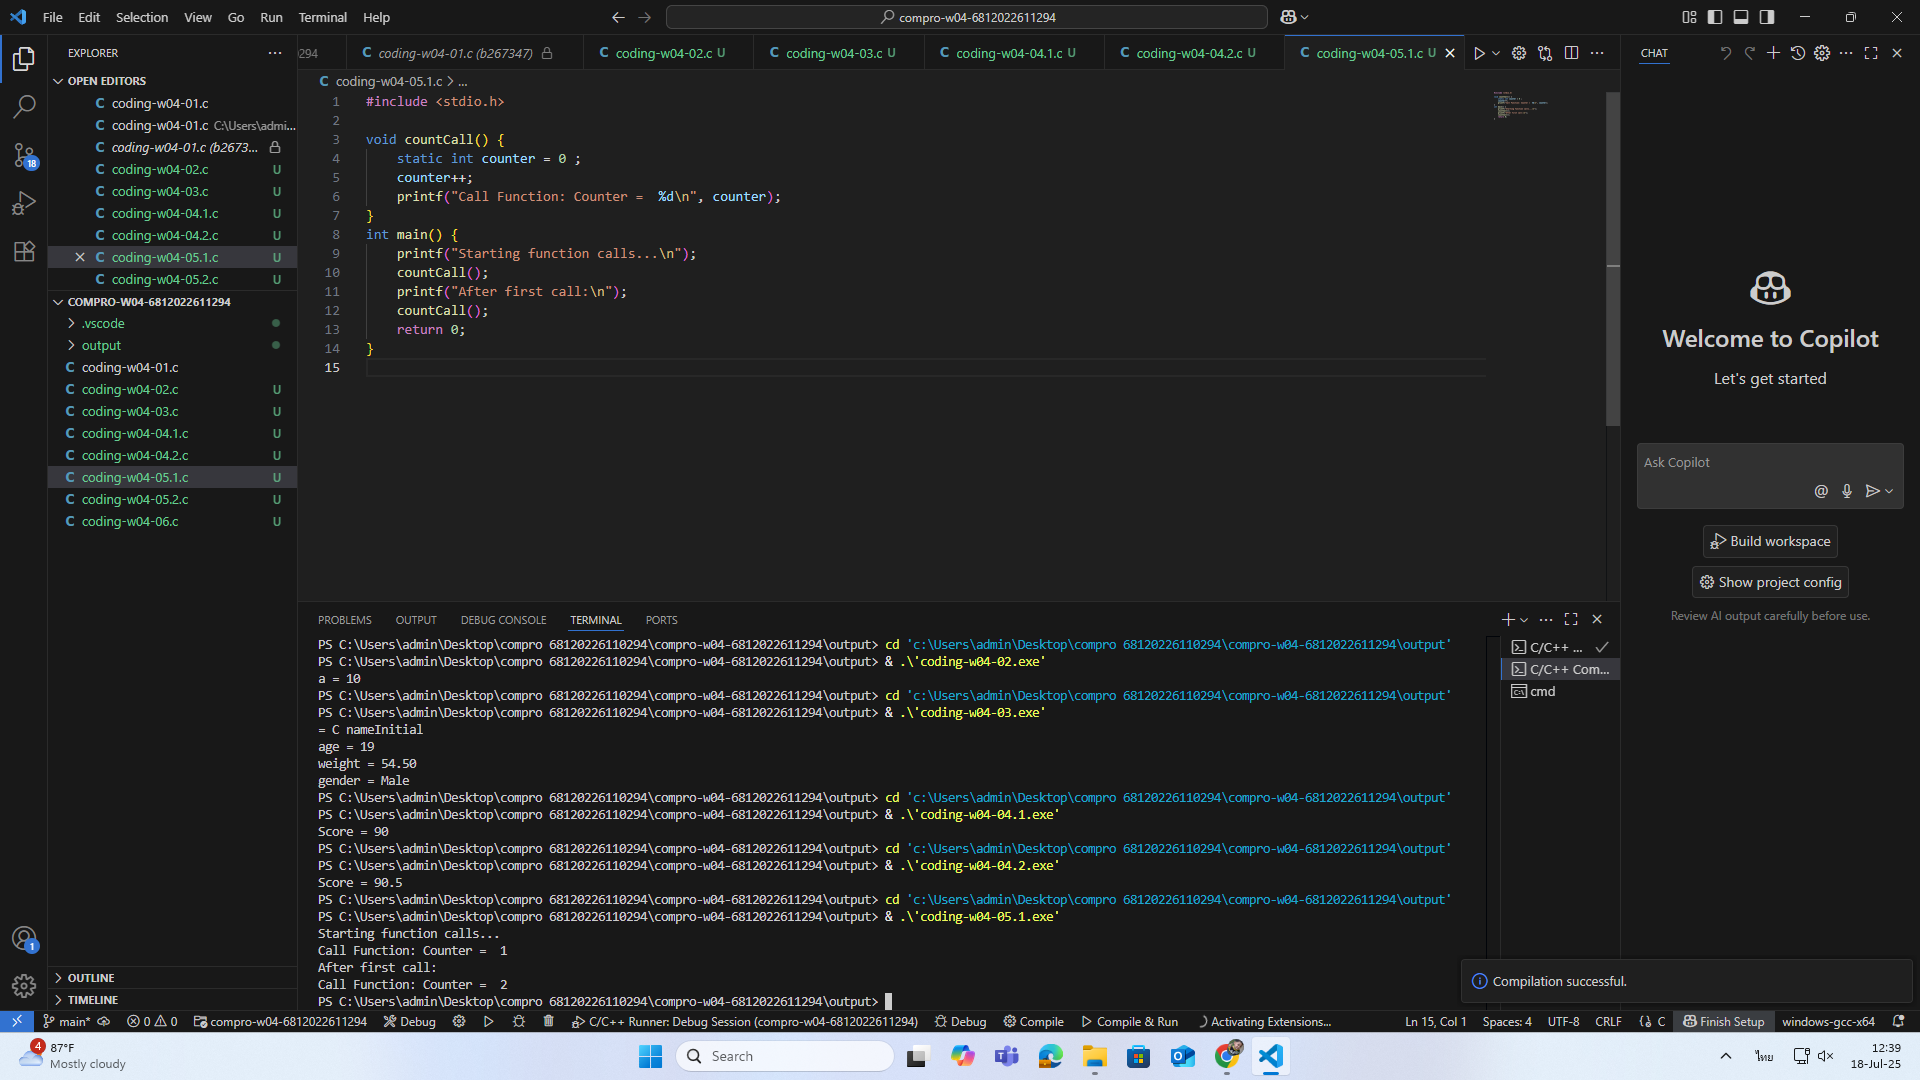 File Edit Selection View Go Run Terminal Help
compro-w04-6812022611294
EXPLORER
OPEN EDITORS
coding-w04-01.c
coding-w04-01.c C:\Users\admi...
coding-w04-01.c (b2673...
coding-w04-02.c U
coding-w04-03.c U
coding-w04-04.1.c U
coding-w04-04.2.c U
coding-w04-05.1.c U
coding-w04-05.2.c U
COMPRO-W04-6812022611294
.vscode
output
coding-w04-01.c
coding-w04-02.c U
coding-w04-03.c U
coding-w04-04.1.c U
coding-w04-04.2.c U
coding-w04-05.1.c U
coding-w04-05.2.c U
coding-w04-06.c U
OUTLINE
TIMELINE
0294 coding-w04-01.c (b267347) coding-w04-02.c U coding-w04-03.c U coding-w04-04.1.c U coding-w04-04.2.c U coding-w04-05.1.c U
coding-w04-05.1.c > ...
1 #include <stdio.h>
2
3 void countCall() {
4 static int counter = 0 ;
5 counter++;
6 printf("Call Function: Counter =  %d\n", counter);
7 }
8 int main() {
9 printf("Starting function calls...\n");
10 countCall();
11 printf("After first call:\n");
12 countCall();
13 return 0;
14 }
15
PROBLEMS OUTPUT DEBUG CONSOLE TERMINAL PORTS
PS C:\Users\admin\Desktop\compro 68120226110294\compro-w04-6812022611294\output> cd 'c:\Users\admin\Desktop\compro 68120226110294\compro-w04-6812022611294\output'
PS C:\Users\admin\Desktop\compro 68120226110294\compro-w04-6812022611294\output> & .\'coding-w04-02.exe'
a = 10
PS C:\Users\admin\Desktop\compro 68120226110294\compro-w04-6812022611294\output> cd 'c:\Users\admin\Desktop\compro 68120226110294\compro-w04-6812022611294\output'
PS C:\Users\admin\Desktop\compro 68120226110294\compro-w04-6812022611294\output> & .\'coding-w04-03.exe'
= C nameInitial
age = 19
weight = 54.50
gender = Male
PS C:\Users\admin\Desktop\compro 68120226110294\compro-w04-6812022611294\output> cd 'c:\Users\admin\Desktop\compro 68120226110294\compro-w04-6812022611294\output'
PS C:\Users\admin\Desktop\compro 68120226110294\compro-w04-6812022611294\output> & .\'coding-w04-04.1.exe'
Score = 90
PS C:\Users\admin\Desktop\compro 68120226110294\compro-w04-6812022611294\output> cd 'c:\Users\admin\Desktop\compro 68120226110294\compro-w04-6812022611294\output'
PS C:\Users\admin\Desktop\compro 68120226110294\compro-w04-6812022611294\output> & .\'coding-w04-04.2.exe'
Score = 90.5
PS C:\Users\admin\Desktop\compro 68120226110294\compro-w04-6812022611294\output> cd 'c:\Users\admin\Desktop\compro 68120226110294\compro-w04-6812022611294\output'
PS C:\Users\admin\Desktop\compro 68120226110294\compro-w04-6812022611294\output> & .\'coding-w04-05.1.exe'
Starting function calls...
Call Function: Counter =  1
After first call:
Call Function: Counter =  2
PS C:\Users\admin\Desktop\compro 68120226110294\compro-w04-6812022611294\output>
C/C++ ...
C/C++ Com...
cmd
CHAT
Welcome to Copilot
Let's get started
Ask Copilot
Build workspace
Show project config
Review AI output carefully before use.
Compilation successful.
18
1
main* 0 0 compro-w04-6812022611294 Debug C/C++ Runner: Debug Session (compro-w04-6812022611294) Debug Compile Compile & Run Activating Extensions... Ln 15, Col 1 Spaces: 4 UTF-8 CRLF {} C Finish Setup windows-gcc-x64
4
87°F
Mostly cloudy
Search
ไทย
12:39
18-Jul-25